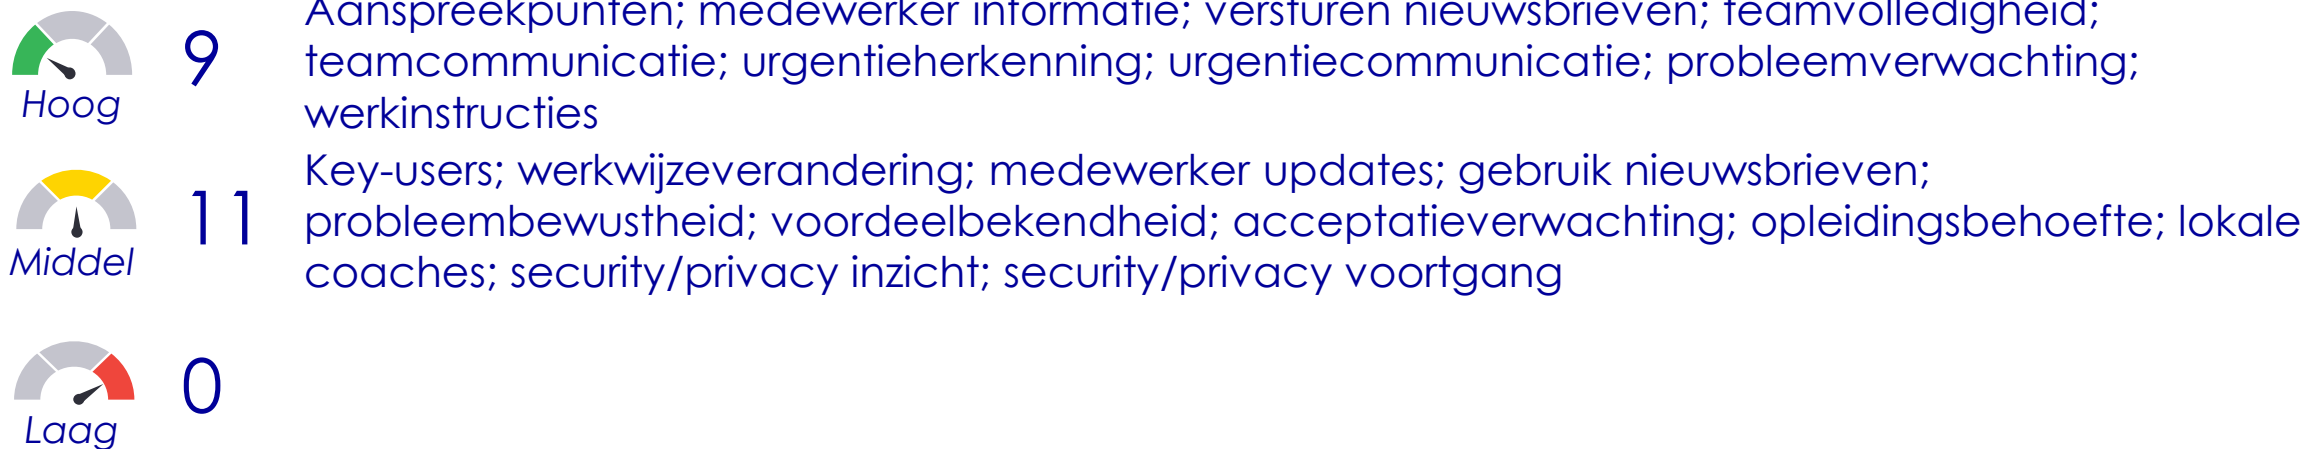 Aanspreekpunten; medewerker informatie; versturen nieuwsbrieven; teamvolledigheid;
9 teamcommunicatie; urgentieherkenning; urgentiecommunicatie; probleemverwachting;
Hoog werkinstructies
Key-users; werkwijzeverandering; medewerker updates; gebruik nieuwsbrieven;
11 probleembewustheid; voordeelbekendheid; acceptatieverwachting; opleidingsbehoefte; lokale
Middel coaches; security/privacy inzicht; security/privacy voortgang
0
Laag